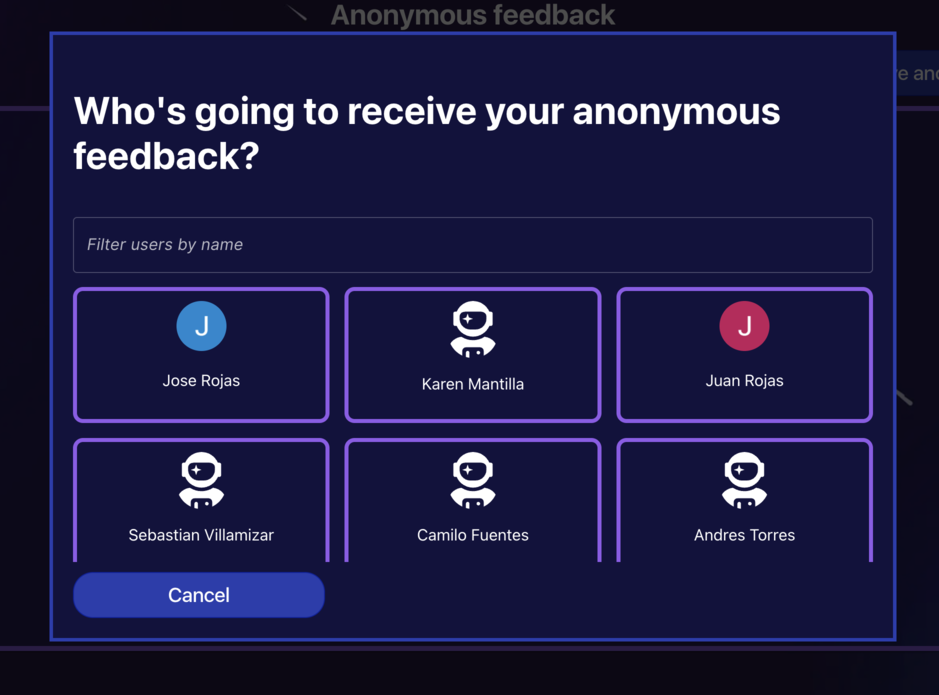 Anonymous feedback
e and
Who's going to receive your anonymous
feedback?
Filter users by name
J
J
Jose Rojas
Karen Mantilla
Juan Rojas
Sebastian Villamizar
Camilo Fuentes
Andres Torres
Cancel